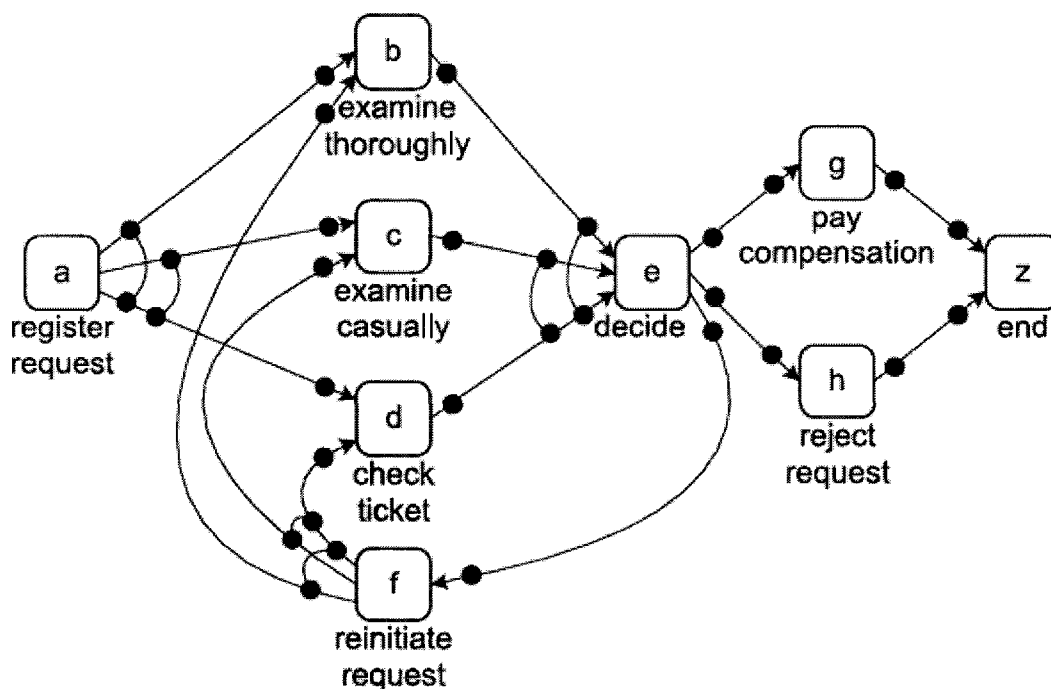 b
examine
thoroughly
a
register
request
c
examine
casually
d
check
ticket
f
reinitiate
request
e
decide
g
pay
compensation
h
reject
request
z
end